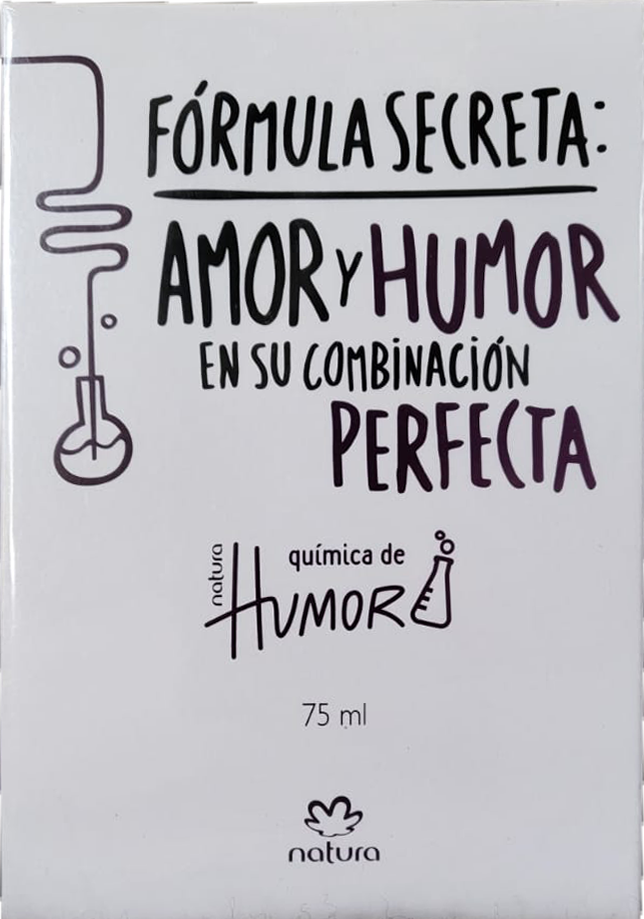 FÓRMULA SECRETA:
AMOR Y HUMOR
EN SU COMBINACIÓN
PERFECTA
natura
química de
HUMOR
75 ml
natura